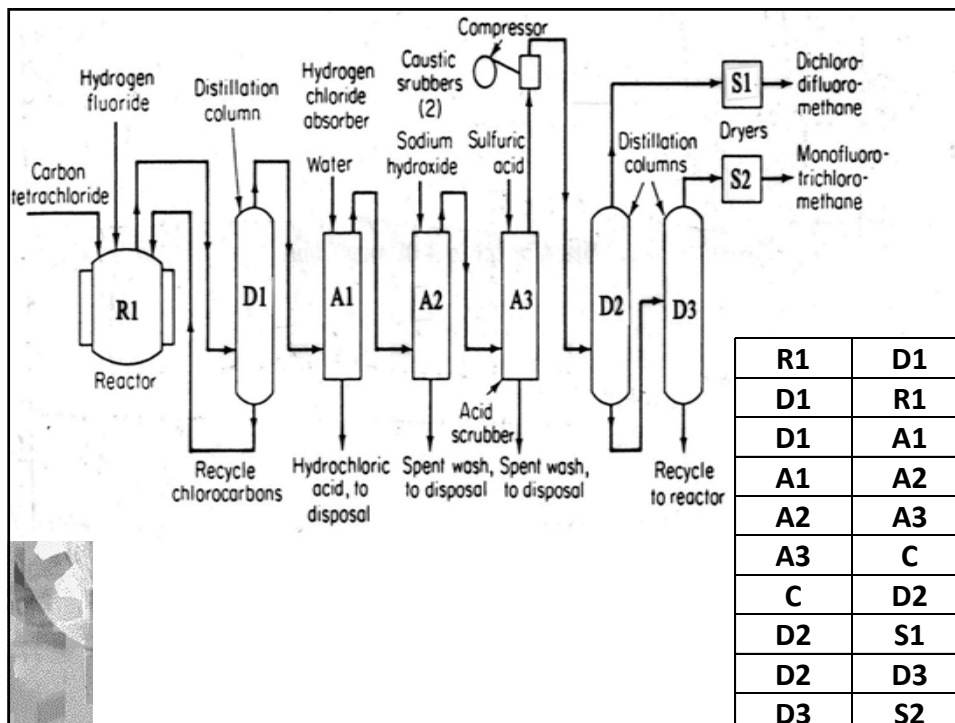 Compressor
Hydrogen
fluoride
Distillation
column
Hydrogen
chloride
absorber
Caustic
srubbers
(2)
Carbon
tetrachloride
Water
Sodium
hydroxide
Sulfuric
acid
Distillation
columns
Dryers
S1
S2
Dichloro-
difluoro-
methane
Monofluoro-
trichloro-
methane
R1
D1
A1
A2
A3
D2
D3
Reactor
Acid
scrubber
Recycle
chlorocarbons
Hydrochloric
acid, to
disposal
Spent wash,
to disposal
Spent wash,
to disposal
Recycle
to reactor
R1 D1
D1 R1
D1 A1
A1 A2
A2 A3
A3 C
C D2
D2 S1
D2 D3
D3 S2